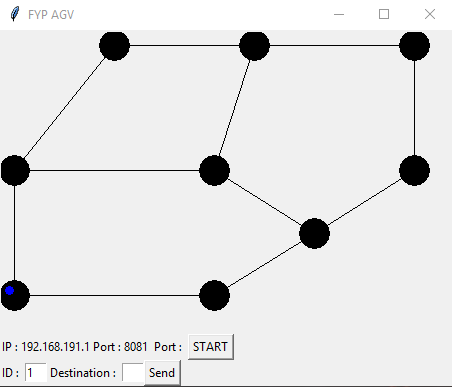 FYP AGV
IP : 192.168.191.1 Port : 8081 Port : START
ID : 1 Destination : Send